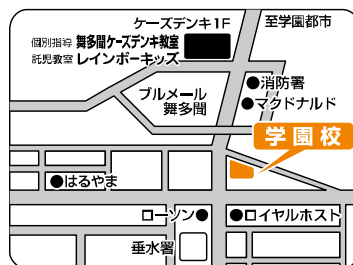 ケーズデンキ1F
至学園都市
個別指導 舞多聞ケーズデンキ教室
託児教室 レインボーキッズ
●消防署
ブルメール
舞多聞
●マクドナルド
学園校
●はるやま
ローソン●
●ロイヤルホスト
垂水署